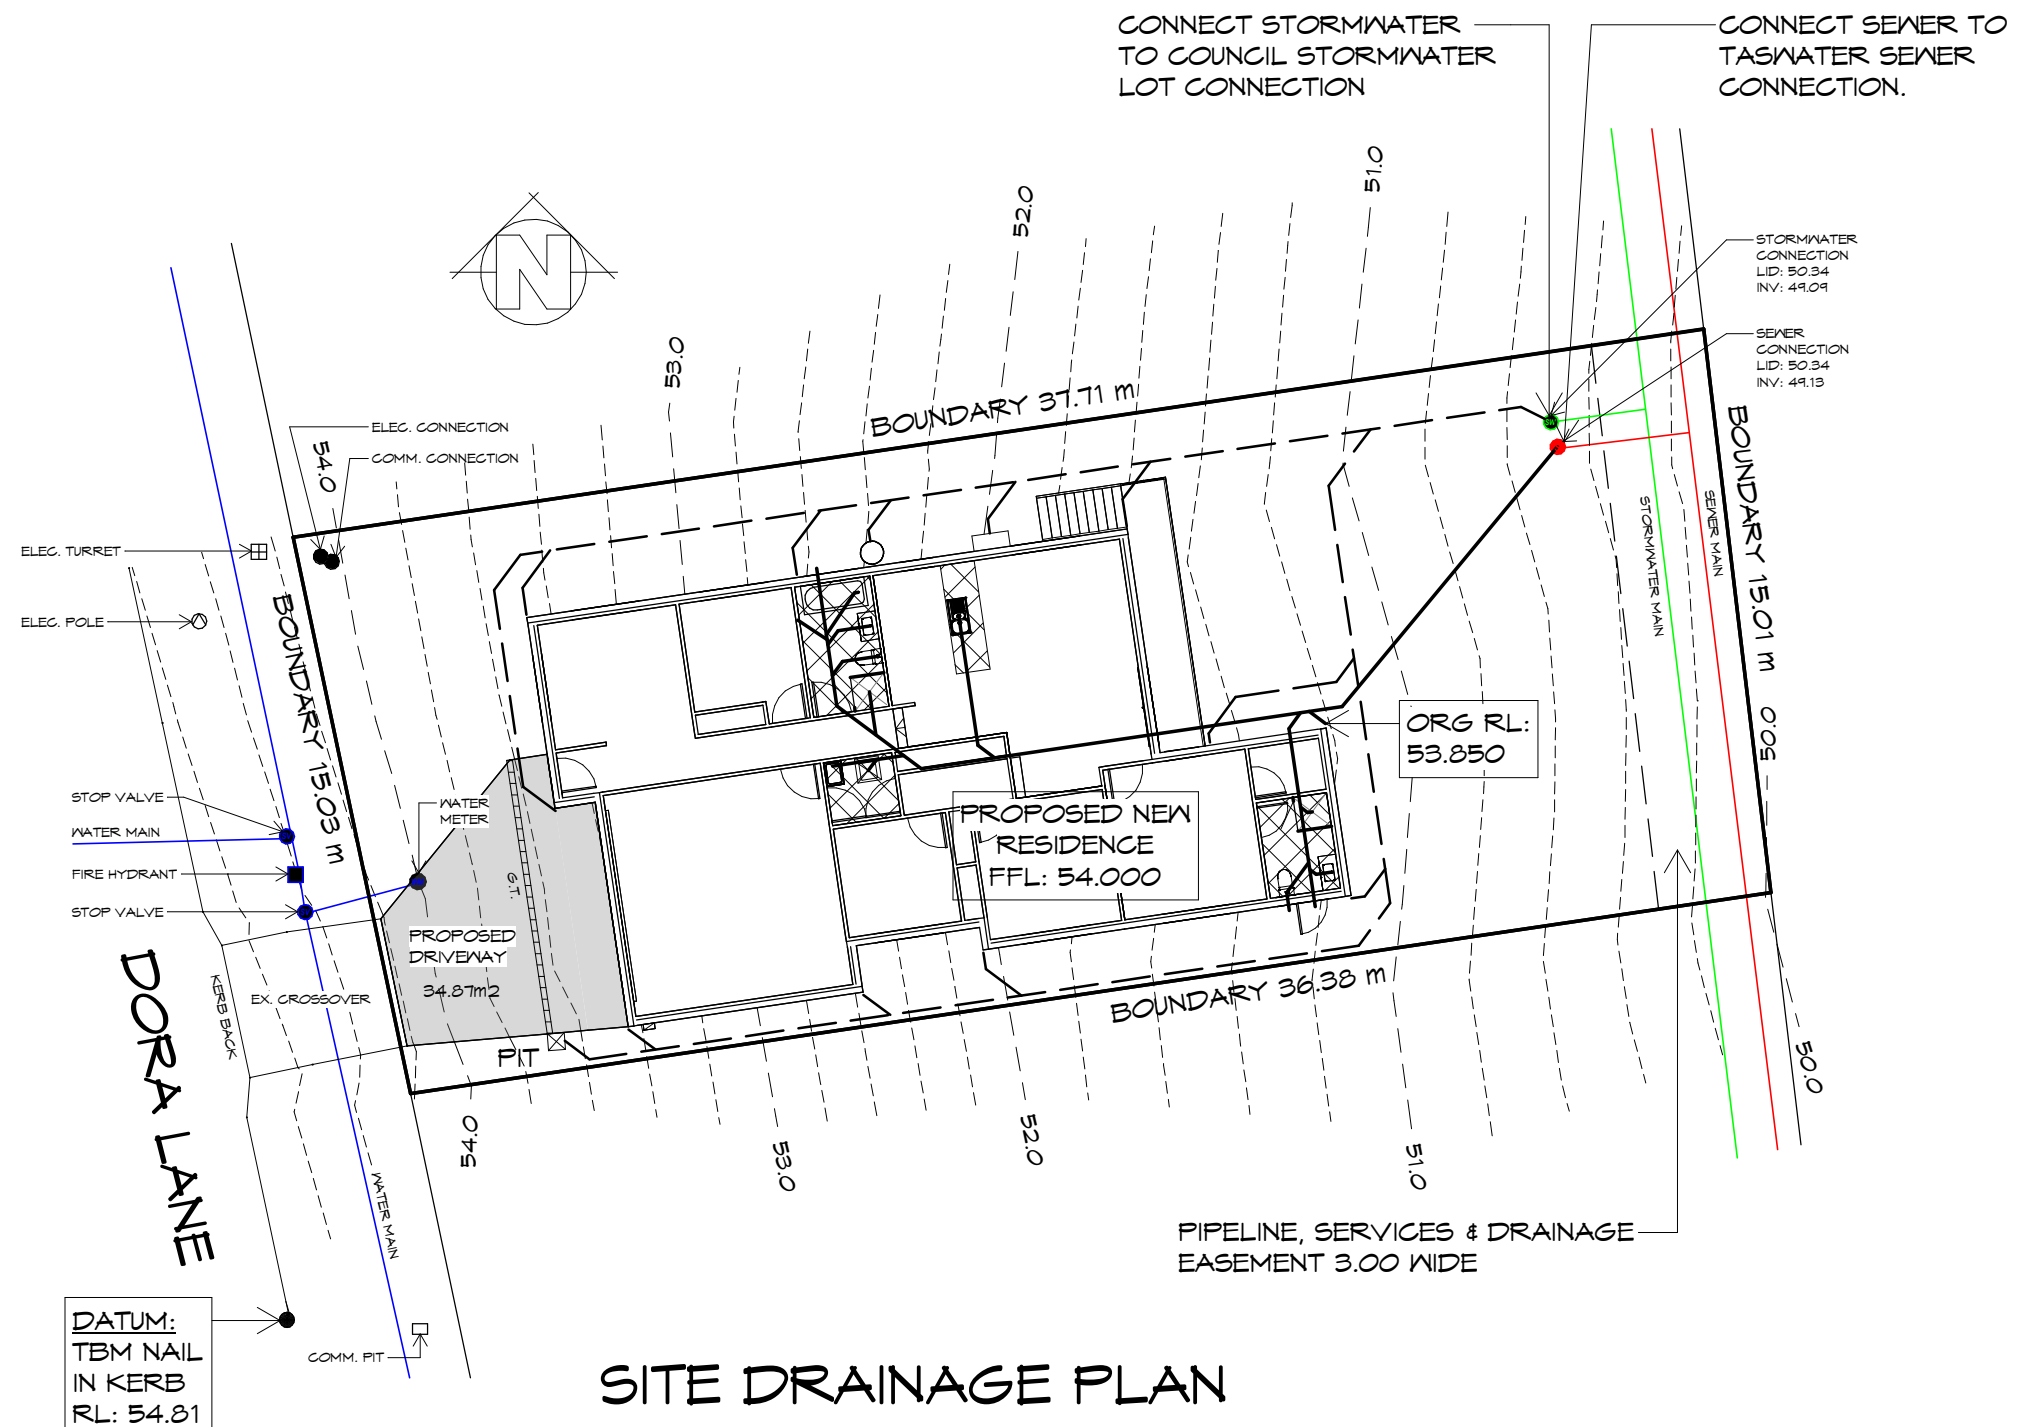 CONNECT STORMWATER
TO COUNCIL STORMWATER
LOT CONNECTION
CONNECT SEWER TO
TASWATER SEWER
CONNECTION.
51.0
52.0
53.0
54.0
N
STORMWATER
CONNECTION
LID: 50.34
INV: 49.09
SEWER
CONNECTION
LID: 50.34
INV: 49.13
SW
BOUNDARY 37.71 m
ELEC. CONNECTION
COMM. CONNECTION
ELEC. TURRET
ELEC. POLE
BOUNDARY 15.03 m
BOUNDARY 15.01 m
STORMWATER MAIN
SEWER MAIN
50.0
ORG RL:
53.850
STOP VALVE
WATER MAIN
FIRE HYDRANT
STOP VALVE
WATER
METER
G.T.
PROPOSED NEW
RESIDENCE
FFL: 54.000
PROPOSED
DRIVEWAY
34.87m2
EX. CROSSOVER
KERB BACK
DORA LANE
PIT
BOUNDARY 36.38 m
WATER MAIN
54.0
53.0
52.0
51.0
50.0
PIPELINE, SERVICES & DRAINAGE
EASEMENT 3.00 WIDE
DATUM:
TBM NAIL
IN KERB
RL: 54.81
COMM. PIT
SITE DRAINAGE PLAN